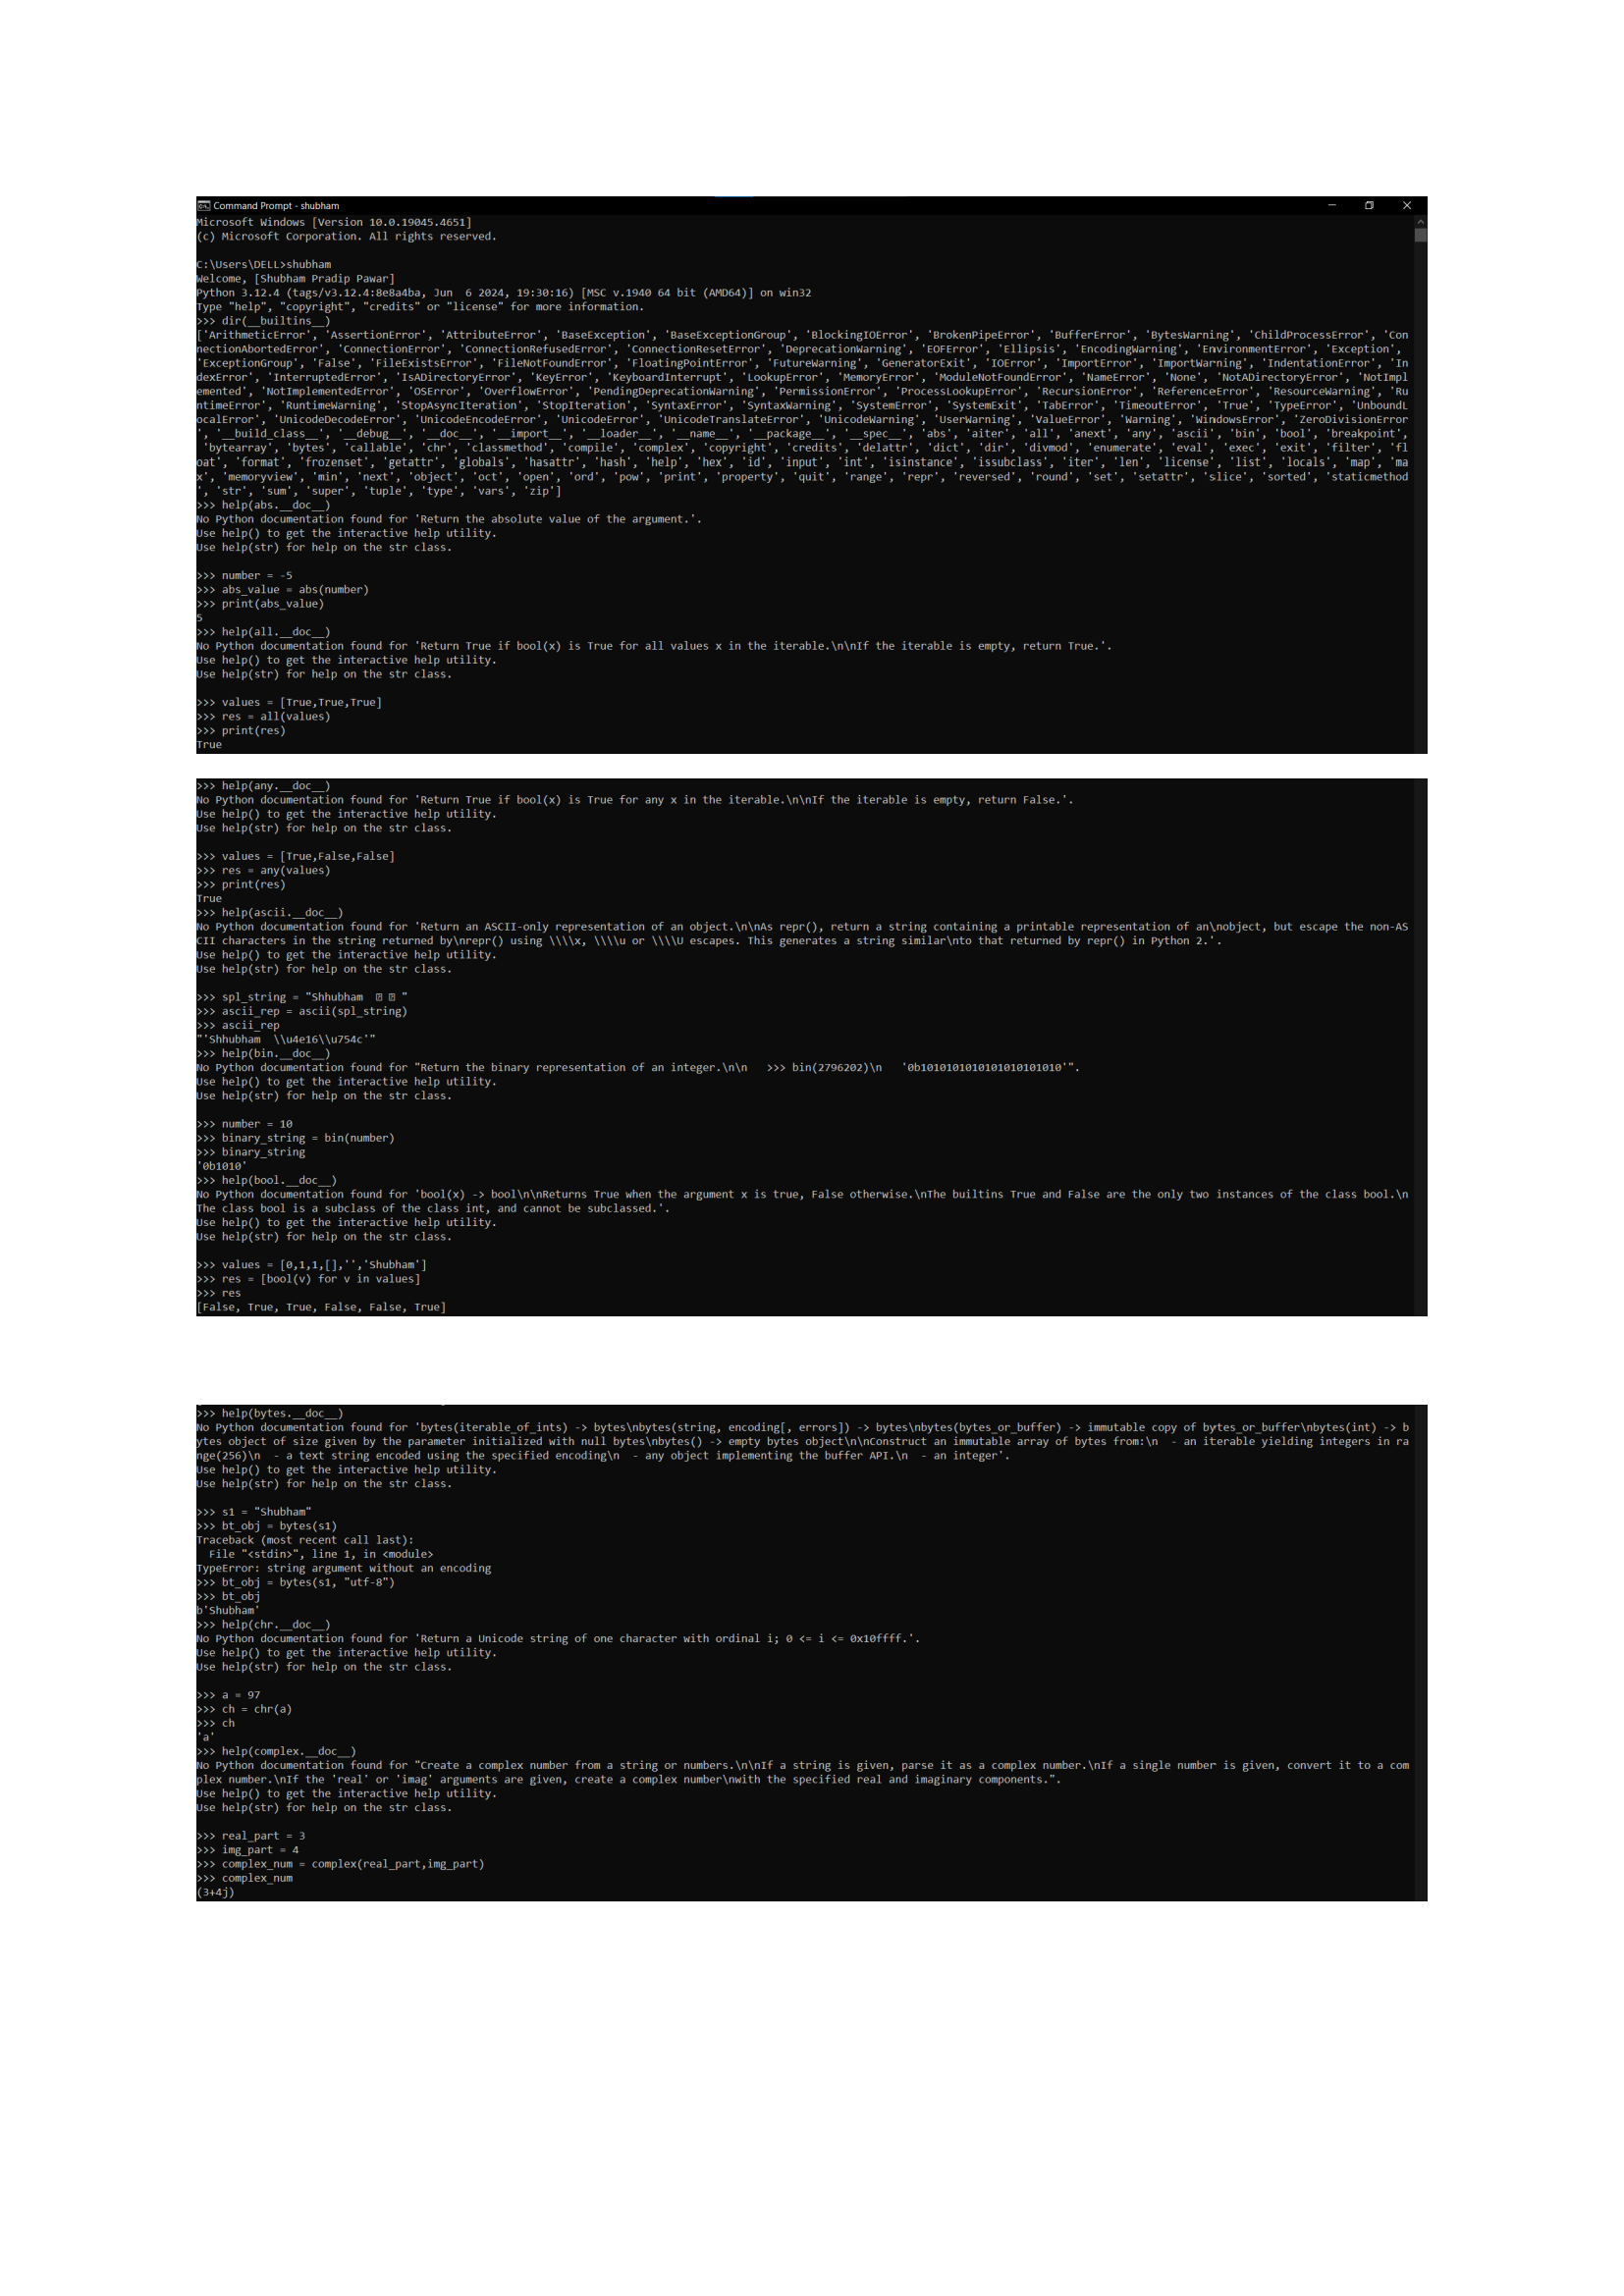 Command Prompt - shubham
Microsoft Windows [Version 10.0.19045.4651]
(c) Microsoft Corporation. All rights reserved.
C:\Users\DELL>shubham
Welcome, [Shubham Pradip Pawar]
Python 3.12.4 (tags/v3.12.4:8e8a4ba, Jun  6 2024, 19:30:16) [MSC v.1940 64 bit (AMD64)] on win32
Type "help", "copyright", "credits" or "license" for more information.
>>> dir(__builtins__)
['ArithmeticError', 'AssertionError', 'AttributeError', 'BaseException', 'BaseExceptionGroup', 'BlockingIOError', 'BrokenPipeError', 'BufferError', 'BytesWarning', 'ChildProcessError', 'Con
nectionAbortedError', 'ConnectionError', 'ConnectionRefusedError', 'ConnectionResetError', 'DeprecationWarning', 'EOFError', 'Ellipsis', 'EncodingWarning', 'EnvironmentError', 'Exception',
'ExceptionGroup', 'False', 'FileExistsError', 'FileNotFoundError', 'FloatingPointError', 'FutureWarning', 'GeneratorExit', 'IOError', 'ImportError', 'ImportWarning', 'IndentationError', 'In
dexError', 'InterruptedError', 'IsADirectoryError', 'KeyError', 'KeyboardInterrupt', 'LookupError', 'MemoryError', 'ModuleNotFoundError', 'NameError', 'None', 'NotADirectoryError', 'NotImpl
emented', 'NotImplementedError', 'OSError', 'OverflowError', 'PendingDeprecationWarning', 'PermissionError', 'ProcessLookupError', 'RecursionError', 'ReferenceError', 'ResourceWarning', 'Ru
ntimeError', 'RuntimeWarning', 'StopAsyncIteration', 'StopIteration', 'SyntaxError', 'SyntaxWarning', 'SystemError', 'SystemExit', 'TabError', 'TimeoutError', 'True', 'TypeError', 'UnboundL
ocalError', 'UnicodeDecodeError', 'UnicodeEncodeError', 'UnicodeError', 'UnicodeTranslateError', 'UnicodeWarning', 'UserWarning', 'ValueError', 'Warning', 'WindowsError', 'ZeroDivisionError
', '__build_class__', '__debug__', '__doc__', '__import__', '__loader__', '__name__', '__package__', '__spec__', 'abs', 'aiter', 'all', 'anext', 'any', 'ascii', 'bin', 'bool', 'breakpoint',
'bytearray', 'bytes', 'callable', 'chr', 'classmethod', 'compile', 'complex', 'copyright', 'credits', 'delattr', 'dict', 'dir', 'divmod', 'enumerate', 'eval', 'exec', 'exit', 'filter', 'fl
oat', 'format', 'frozenset', 'getattr', 'globals', 'hasattr', 'hash', 'help', 'hex', 'id', 'input', 'int', 'isinstance', 'issubclass', 'iter', 'len', 'license', 'list', 'locals', 'map', 'ma
x', 'memoryview', 'min', 'next', 'object', 'oct', 'open', 'ord', 'pow', 'print', 'property', 'quit', 'range', 'repr', 'reversed', 'round', 'set', 'setattr', 'slice', 'sorted', 'staticmethod
', 'str', 'sum', 'super', 'tuple', 'type', 'vars', 'zip']
>>> help(abs.__doc__)
No Python documentation found for 'Return the absolute value of the argument.'.
Use help() to get the interactive help utility.
Use help(str) for help on the str class.
>>> number = -5
>>> abs_value = abs(number)
>>> print(abs_value)
5
>>> help(all.__doc__)
No Python documentation found for 'Return True if bool(x) is True for all values x in the iterable.\n\nIf the iterable is empty, return True.'.
Use help() to get the interactive help utility.
Use help(str) for help on the str class.
>>> values = [True,True,True]
>>> res = all(values)
>>> print(res)
True
>>> help(any.__doc__)
No Python documentation found for 'Return True if bool(x) is True for any x in the iterable.\n\nIf the iterable is empty, return False.'.
Use help() to get the interactive help utility.
Use help(str) for help on the str class.
>>> values = [True,False,False]
>>> res = any(values)
>>> print(res)
True
>>> help(ascii.__doc__)
No Python documentation found for 'Return an ASCII-only representation of an object.\n\nAs repr(), return a string containing a printable representation of an\nobject, but escape the non-AS
CII characters in the string returned by\nrepr() using \\\\x, \\\\u or \\\\U escapes. This generates a string similar\nto that returned by repr() in Python 2.'.
Use help() to get the interactive help utility.
Use help(str) for help on the str class.
>>> spl_string = "Shhubham  "
>>> ascii_rep = ascii(spl_string)
>>> ascii_rep
"'Shhubham  \\u4e16\\u754c'"
>>> help(bin.__doc__)
No Python documentation found for "Return the binary representation of an integer.\n\n   >>> bin(2796202)\n   '0b1010101010101010101010'".
Use help() to get the interactive help utility.
Use help(str) for help on the str class.
>>> number = 10
>>> binary_string = bin(number)
>>> binary_string
'0b1010'
>>> help(bool.__doc__)
No Python documentation found for 'bool(x) -> bool\n\nReturns True when the argument x is true, False otherwise.\nThe builtins True and False are the only two instances of the class bool.\n
The class bool is a subclass of the class int, and cannot be subclassed.'.
Use help() to get the interactive help utility.
Use help(str) for help on the str class.
>>> values = [0,1,1,[],'','Shubham']
>>> res = [bool(v) for v in values]
>>> res
[False, True, True, False, False, True]
>>> help(bytes.__doc__)
No Python documentation found for 'bytes(iterable_of_ints) -> bytes\nbytes(string, encoding[, errors]) -> bytes\nbytes(bytes_or_buffer) -> immutable copy of bytes_or_buffer\nbytes(int) -> b
ytes object of size given by the parameter initialized with null bytes\nbytes() -> empty bytes object\n\nConstruct an immutable array of bytes from:\n  - an iterable yielding integers in ra
nge(256)\n  - a text string encoded using the specified encoding\n  - any object implementing the buffer API.\n  - an integer'.
Use help() to get the interactive help utility.
Use help(str) for help on the str class.
>>> s1 = "Shubham"
>>> bt_obj = bytes(s1)
Traceback (most recent call last):
  File "<stdin>", line 1, in <module>
TypeError: string argument without an encoding
>>> bt_obj = bytes(s1, "utf-8")
>>> bt_obj
b'Shubham'
>>> help(chr.__doc__)
No Python documentation found for 'Return a Unicode string of one character with ordinal i; 0 <= i <= 0x10ffff.'.
Use help() to get the interactive help utility.
Use help(str) for help on the str class.
>>> a = 97
>>> ch = chr(a)
>>> ch
'a'
>>> help(complex.__doc__)
No Python documentation found for "Create a complex number from a string or numbers.\n\nIf a string is given, parse it as a complex number.\nIf a single number is given, convert it to a com
plex number.\nIf the 'real' or 'imag' arguments are given, create a complex number\nwith the specified real and imaginary components.".
Use help() to get the interactive help utility.
Use help(str) for help on the str class.
>>> real_part = 3
>>> img_part = 4
>>> complex_num = complex(real_part,img_part)
>>> complex_num
(3+4j)